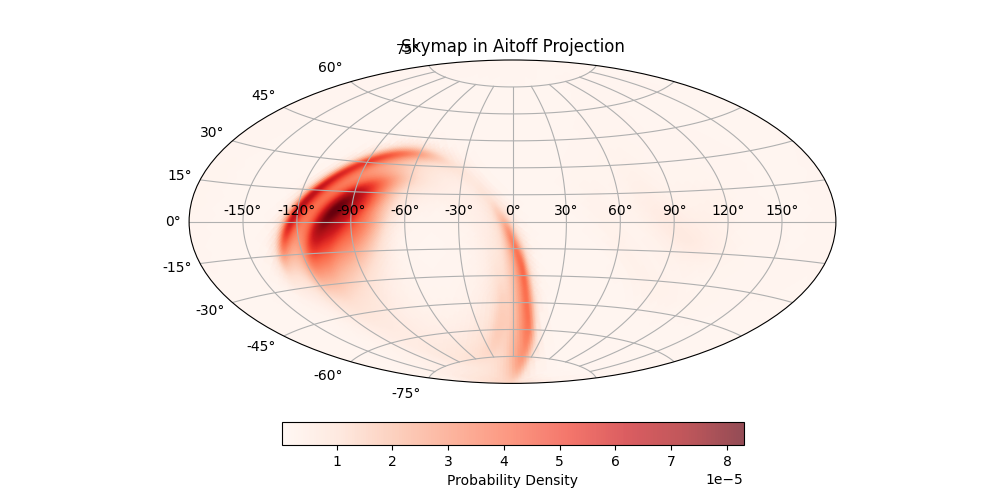 Skymap in Aitoff Projection
75°
60°
45°
30°
15°
-150° -120° -90° -60° -30° 0° 30° 60° 90° 120° 150°
0°
-15°
-30°
-45°
-60°
-75°
1 2 3 4 5 6 7 8
1e−5
Probability Density